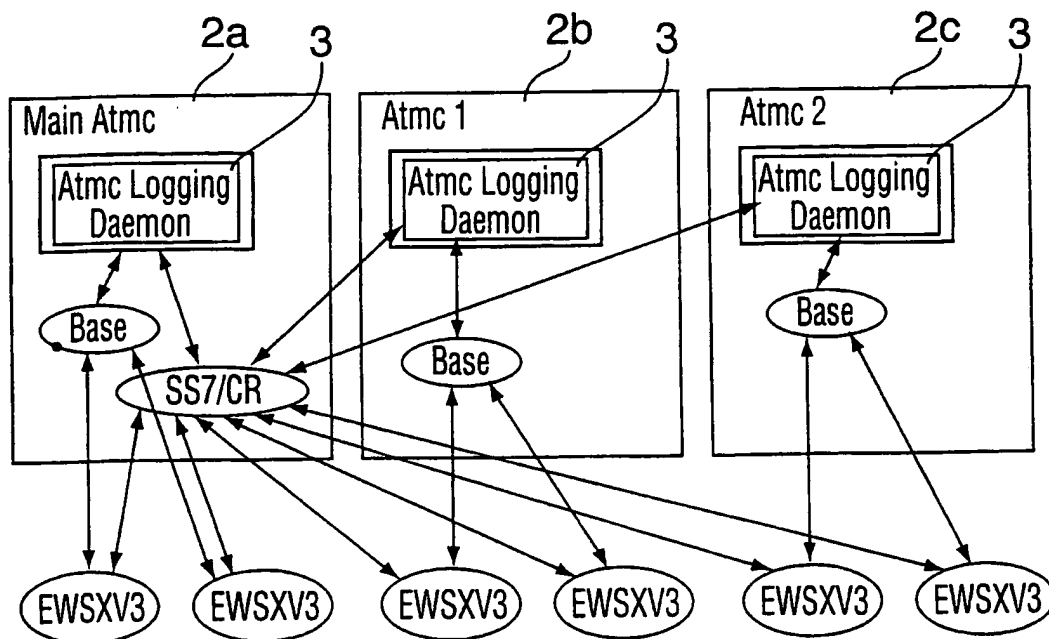 2a
3
2b
3
2c
3
Main Atmc
Atmc 1
Atmc 2
Atmc Logging
Daemon
Atmc Logging
Daemon
Atmc Logging
Daemon
Base
Base
Base
SS7/CR
EWSXV3
EWSXV3
EWSXV3
EWSXV3
EWSXV3
EWSXV3